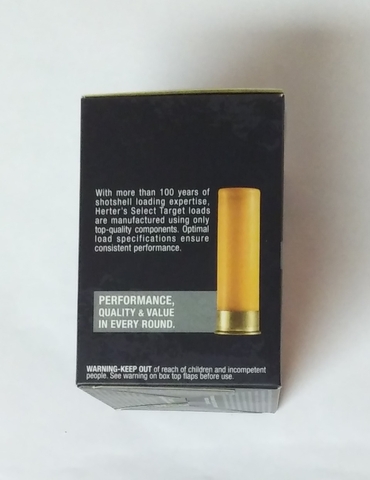 With more than 100 years of
shotshell loading expertise,
Herter's Select Target loads
are manufactured using only
top-quality components. Optimal
load specifications ensure
consistent performance.
PERFORMANCE,
QUALITY & VALUE
IN EVERY ROUND.
WARNING-KEEP OUT of reach of children and incompetent
people. See warning on box top flaps before use.